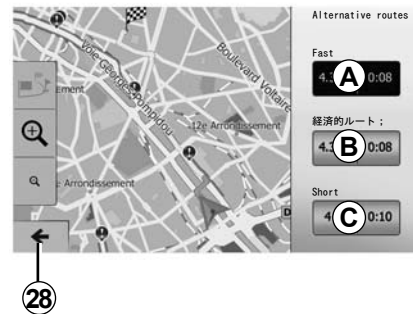 Alternative routes
Fast
4.3 A 0:08
経済的ルート；
4. B 0:08
Short
4 C 0:10
Voie Georges Pompidou
Boulevard Voltaire
ement
12e Arrondissement
e Arrondissement
D
28